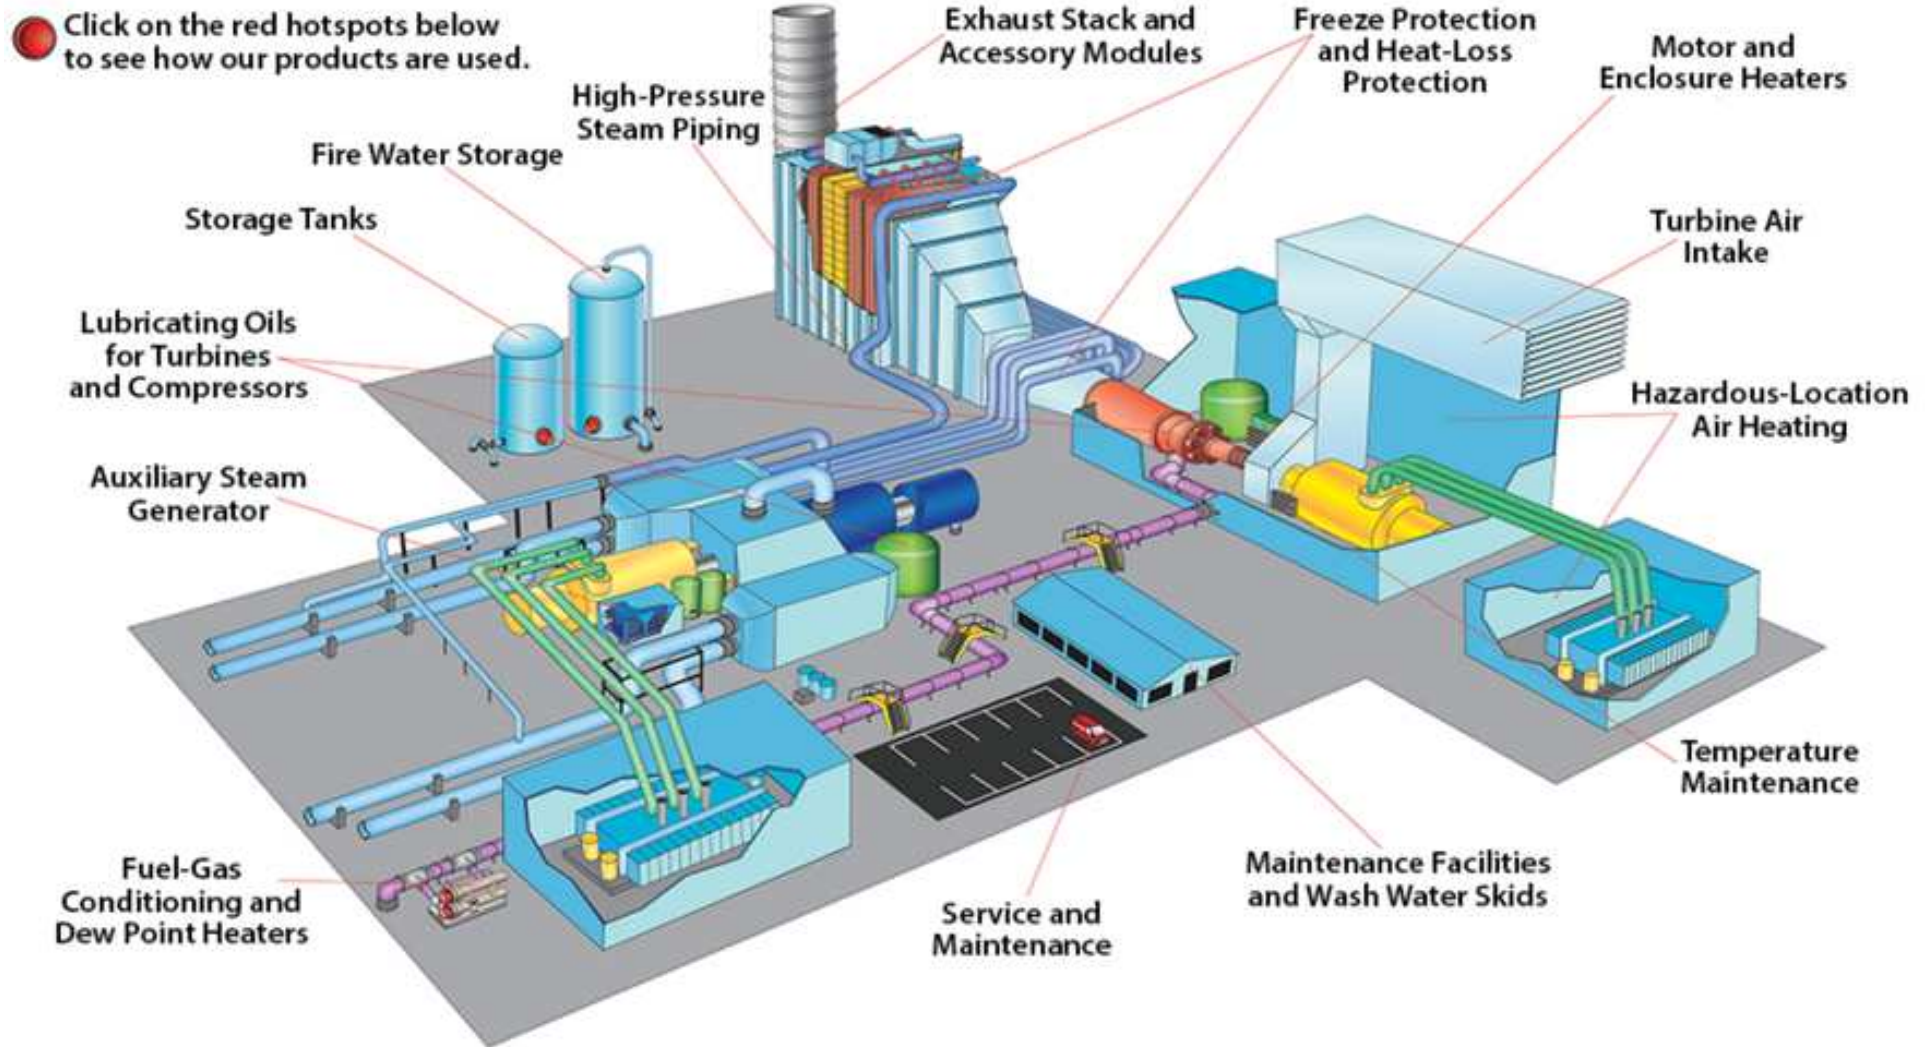 Click on the red hotspots below
to see how our products are used.
Exhaust Stack and
Accessory Modules
Freeze Protection
and Heat-Loss
Protection
Motor and
Enclosure Heaters
High-Pressure
Steam Piping
Fire Water Storage
Storage Tanks
Turbine Air
Intake
Lubricating Oils
for Turbines
and Compressors
Hazardous-Location
Air Heating
Auxiliary Steam
Generator
Temperature
Maintenance
Fuel-Gas
Conditioning and
Dew Point Heaters
Maintenance Facilities
and Wash Water Skids
Service and
Maintenance